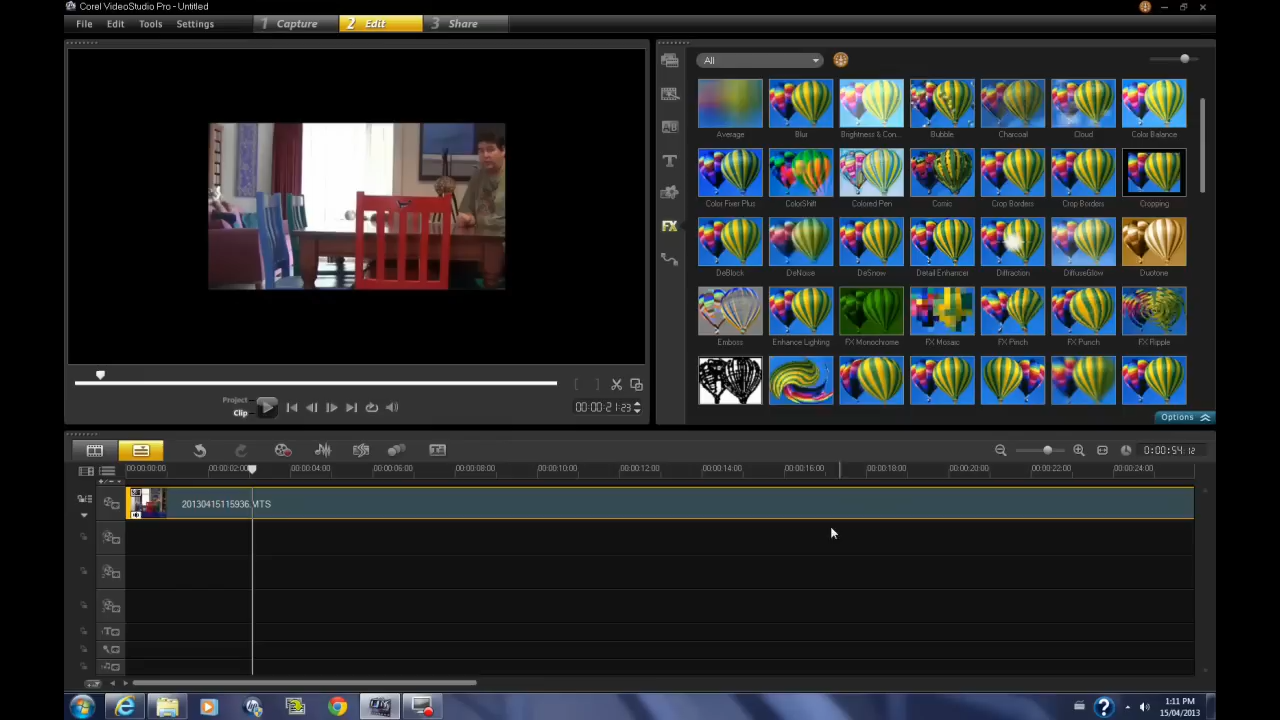 Corel VideoStudio Pro - Untitled
File Edit Tools Settings 1 Capture 2 Edit 3 Share
All
Average Blur Brightness & Con... Bubble Charcoal Cloud Color Balance
Color Fixer Plus ColorShift Colored Pen Comic Crop Borders Crop Borders Cropping
DeBlock DeNoise DeSnow Detail Enhancer Diffraction DiffuseGlow Duotone
Emboss Enhance Lighting FX Monochrome FX Mosaic FX Pinch FX Punch FX Ripple
FX
Project
Clip
00:00:21:23
Options
0:00:54:12
00:00:00:00 00:00:02:00 00:00:04:00 00:00:06:00 00:00:08:00 00:00:10:00 00:00:12:00 00:00:14:00 00:00:16:00 00:00:18:00 00:00:20:00 00:00:22:00 00:00:24:00
20130415115936.MTS
1:11 PM
15/04/2013